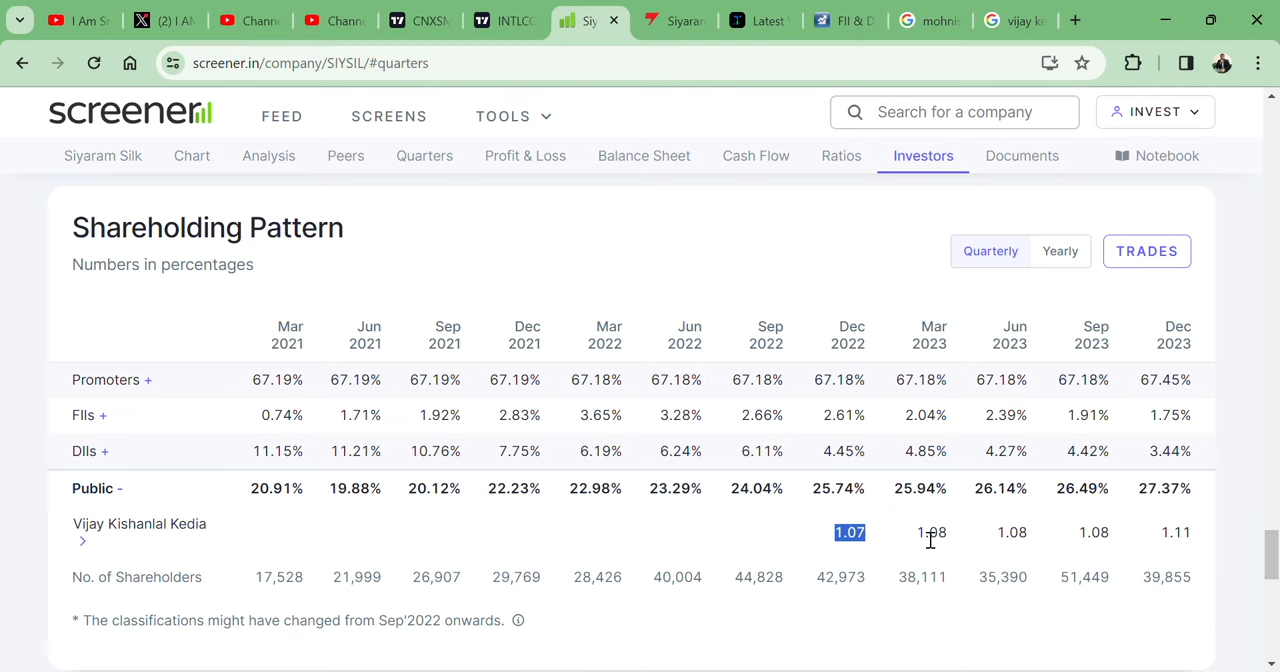 I Am Sr
(2) I AM
Chann
Chann
CNXSM
INTLCO
Siy
Siyaran
Latest
FII & D
mohni
vijay ke
screener.in/company/SIYSIL/#quarters
screener
FEED
SCREENS
TOOLS
Search for a company
INVEST
Siyaram Silk
Chart
Analysis
Peers
Quarters
Profit & Loss
Balance Sheet
Cash Flow
Ratios
Investors
Documents
Notebook
Shareholding Pattern
Numbers in percentages
Quarterly
Yearly
TRADES
Mar 2021 Jun 2021 Sep 2021 Dec 2021 Mar 2022 Jun 2022 Sep 2022 Dec 2022 Mar 2023 Jun 2023 Sep 2023 Dec 2023
Promoters + 67.19% 67.19% 67.19% 67.19% 67.18% 67.18% 67.18% 67.18% 67.18% 67.18% 67.18% 67.45%
FIIs + 0.74% 1.71% 1.92% 2.83% 3.65% 3.28% 2.66% 2.61% 2.04% 2.39% 1.91% 1.75%
DIIs + 11.15% 11.21% 10.76% 7.75% 6.19% 6.24% 6.11% 4.45% 4.85% 4.27% 4.42% 3.44%
Public - 20.91% 19.88% 20.12% 22.23% 22.98% 23.29% 24.04% 25.74% 25.94% 26.14% 26.49% 27.37%
Vijay Kishanlal Kedia 1.07 1.08 1.08 1.08 1.11
No. of Shareholders 17,528 21,999 26,907 29,769 28,426 40,004 44,828 42,973 38,111 35,390 51,449 39,855
* The classifications might have changed from Sep'2022 onwards.